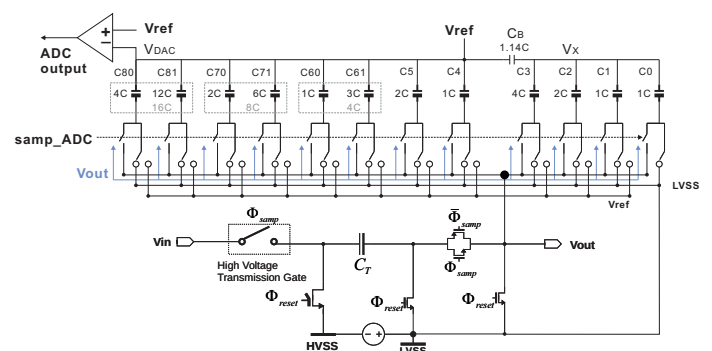 Vref
Vref
CB
1.14C
ADC
output
VDAC
VX
C80
C81
C70
C71
C60
C61
C5
C4
C3
C2
C1
C0
4C
12C
2C
6C
1C
3C
2C
1C
4C
2C
1C
1C
16C
8C
4C
samp_ADC
Vout
LVSS
Vref
Φsamp
Φ̄samp
Vin
Vout
CT
Φsamp
High Voltage
Transmission Gate
Φreset
Φreset
Φreset
HVSS
LVSS